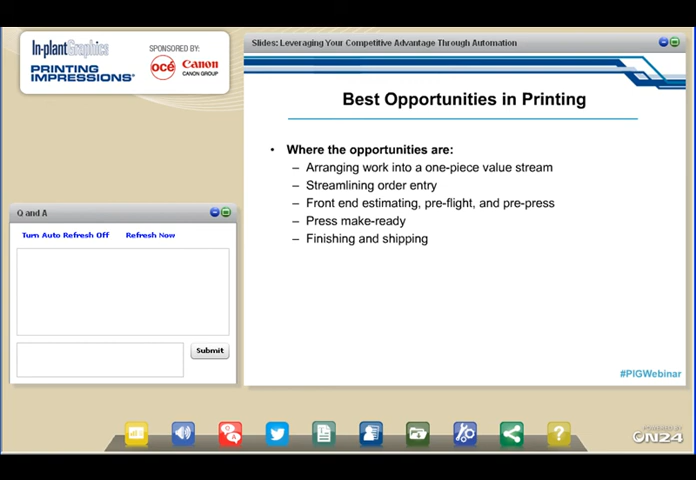 In-plantGraphics
PRINTING
IMPRESSIONS
SPONSORED BY:
océ
Canon
CANON GROUP
Slides: Leveraging Your Competitive Advantage Through Automation
Best Opportunities in Printing
• Where the opportunities are:
– Arranging work into a one-piece value stream
– Streamlining order entry
– Front end estimating, pre-flight, and pre-press
– Press make-ready
– Finishing and shipping
#PIGWebinar
Q and A
Turn Auto Refresh Off Refresh Now
Submit
Q
A
?
POWERED BY
ON24